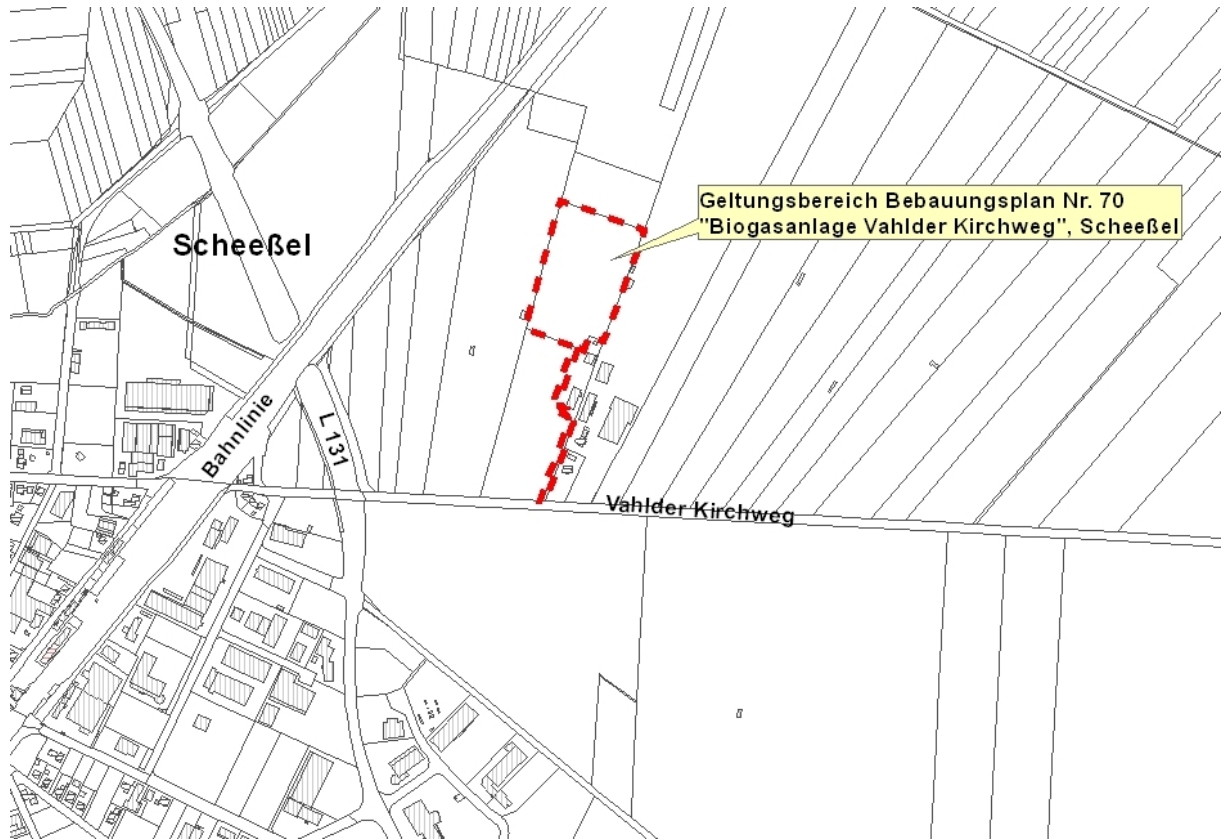 Geltungsbereich Bebauungsplan Nr. 70
"Biogasanlage Vahlder Kirchweg", Scheeßel
Scheeßel
Bahnlinie
L 131
Vahlder Kirchweg